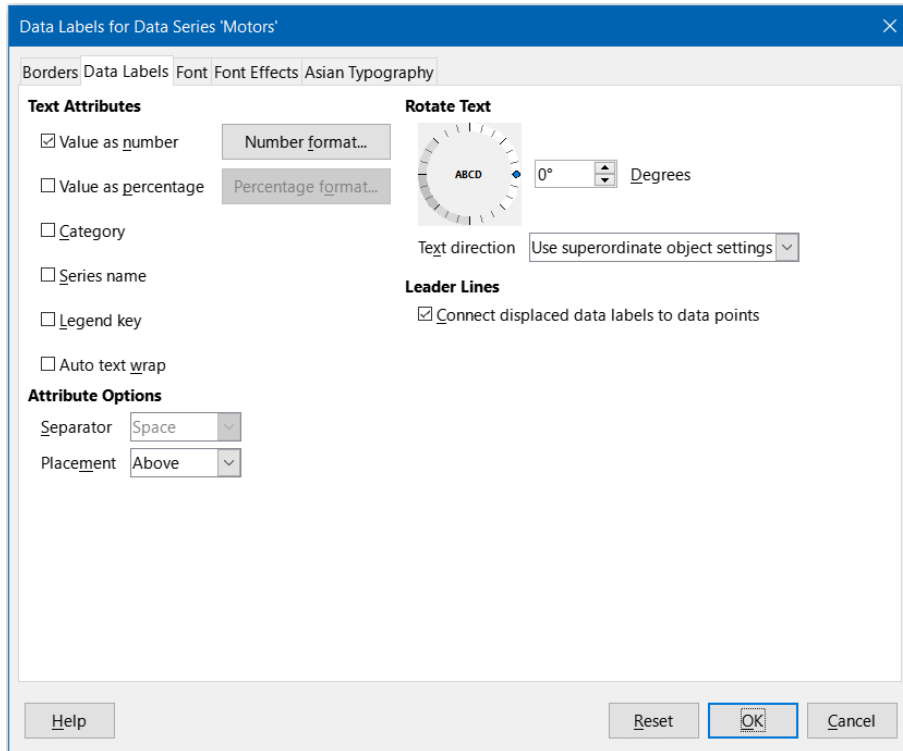 Data Labels for Data Series 'Motors'
Borders Data Labels Font Font Effects Asian Typography
Text Attributes
Value as number Number format...
Value as percentage Percentage format...
Category
Series name
Legend key
Auto text wrap
Attribute Options
Separator Space
Placement Above
Rotate Text
ABCD 0° Degrees
Text direction Use superordinate object settings
Leader Lines
Connect displaced data labels to data points
Help Reset OK Cancel